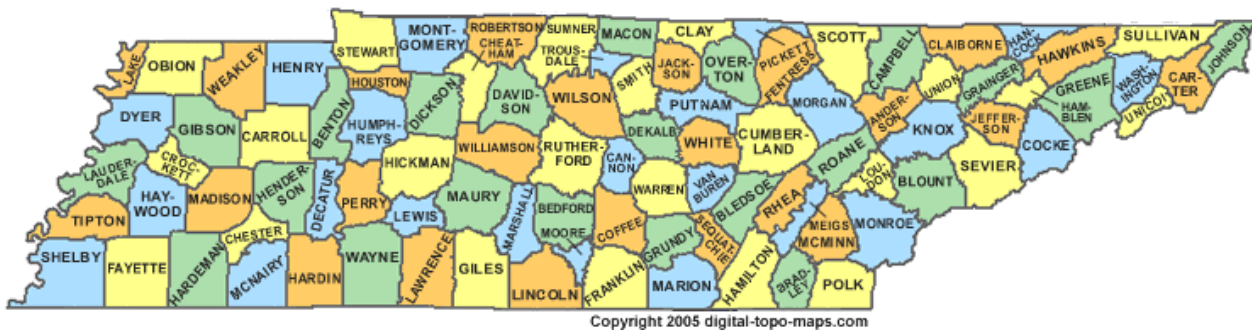 LAKE
OBION
WEAKLEY
HENRY
STEWART
MONT-
GOMERY
ROBERTSON
CHEAT-
HAM
SUMNER
TROUS-
DALE
MACON
CLAY
PICKETT
FENTRESS
SCOTT
CAMPBELL
CLAIBORNE
HAN-
COCK
HAWKINS
SULLIVAN
JOHNSON
DYER
GIBSON
CARROLL
BENTON
HOUSTON
HUMPH-
REYS
DICKSON
DAVID-
SON
WILSON
SMITH
JACK-
SON
OVER-
TON
PUTNAM
MORGAN
ANDER-
SON
UNION
GRAINGER
HAM-
BLEN
GREENE
WASH-
INGTON
UNICOI
CAR-
TER
LAUDER-
DALE
CROC-
KETT
HAY-
WOOD
MADISON
HENDER-
SON
DECATUR
PERRY
HICKMAN
WILLIAMSON
RUTHER-
FORD
CAN-
NON
DEKALB
WHITE
CUMBER-
LAND
ROANE
LOU-
DON
KNOX
JEFFER-
SON
SEVIER
COCKE
TIPTON
LEWIS
MAURY
MARSHALL
BEDFORD
MOORE
COFFEE
WARREN
VAN
BUREN
BLEDSOE
RHEA
MEIGS
MCMINN
MONROE
BLOUNT
SHELBY
FAYETTE
HARDEMAN
CHESTER
MCNAIRY
HARDIN
WAYNE
LAWRENCE
GILES
LINCOLN
FRANKLIN
GRUNDY
MARION
SEQUAT-
CHIE
HAMILTON
BRAD-
LEY
POLK
Copyright 2005 digital-topo-maps.com